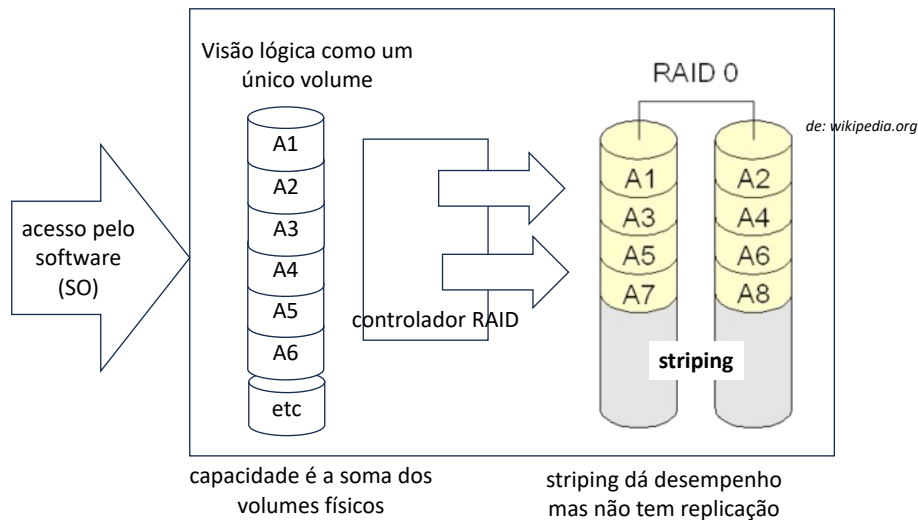 Visão lógica como um
único volume
RAID 0
de: wikipedia.org
acesso pelo
software
(SO)
A1
A2
A3
A4
A5
A6
etc
controlador RAID
A1
A3
A5
A7
A2
A4
A6
A8
striping
capacidade é a soma dos
volumes físicos
striping dá desempenho
mas não tem replicação